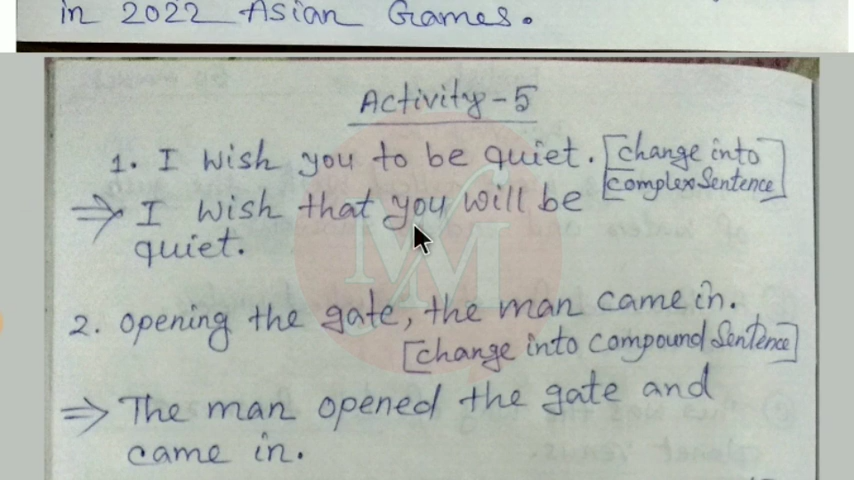 in 2022 Asian Games.
Activity-5
1. I wish you to be quiet. [change into
complex Sentence]
⇒ I wish that you will be
quiet.
2. opening the gate, the man came in.
[change into compound Sentence]
⇒ The man opened the gate and
came in.